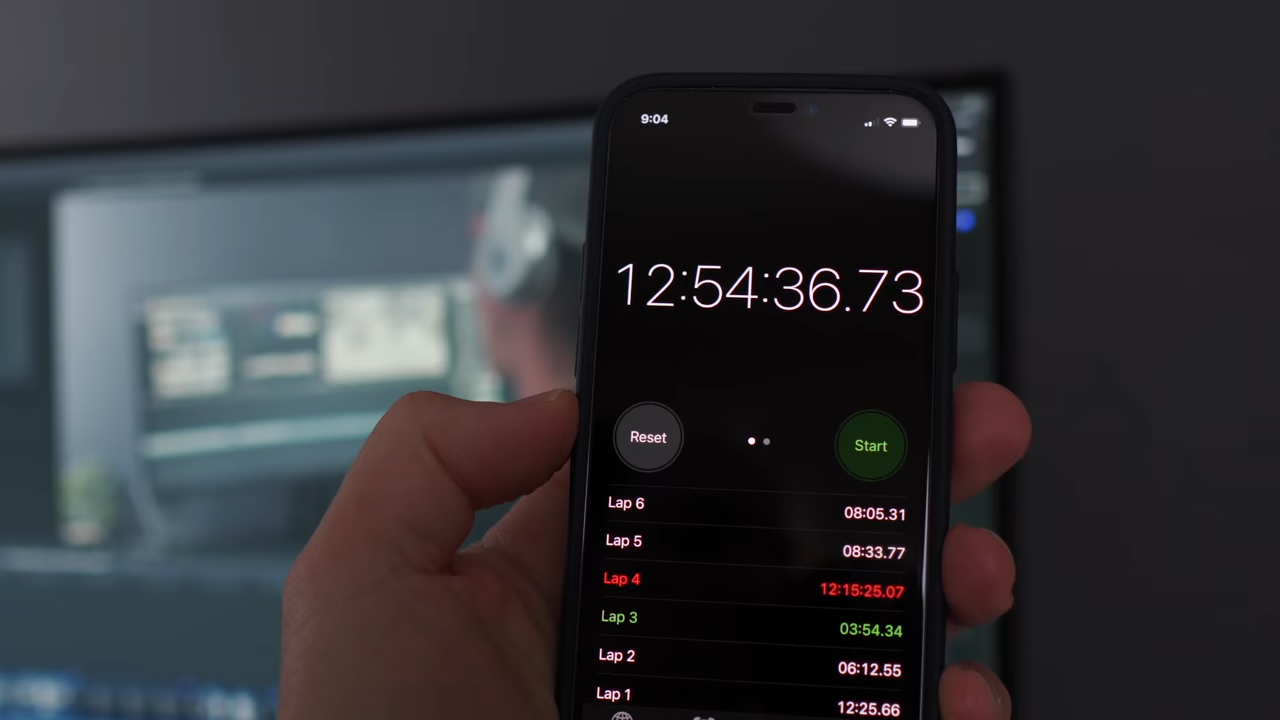 9:04
12:54:36.73
Reset Start
Lap 6 08:05.31
Lap 5 08:33.77
Lap 4 12:15:25.07
Lap 3 03:54.34
Lap 2 06:12.55
Lap 1 12:25.66